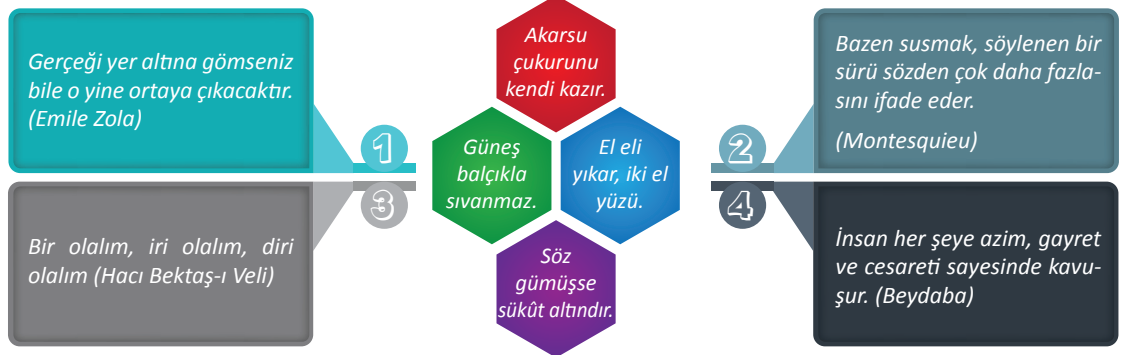 Gerçeği yer altına gömseniz
bile o yine ortaya çıkacaktır.
(Emile Zola)
1
Bir olalım, iri olalım, diri
olalım (Hacı Bektaş-ı Veli)
3
Akarsu
çukurunu
kendi kazır.
Güneş
balçıkla
sıvanmaz.
El eli
yıkar, iki el
yüzü.
Söz
gümüşse
sükût altındır.
2
Bazen susmak, söylenen bir
sürü sözden çok daha fazla-
sını ifade eder.
(Montesquieu)
4
İnsan her şeye azim, gayret
ve cesareti sayesinde kavu-
şur. (Beydaba)